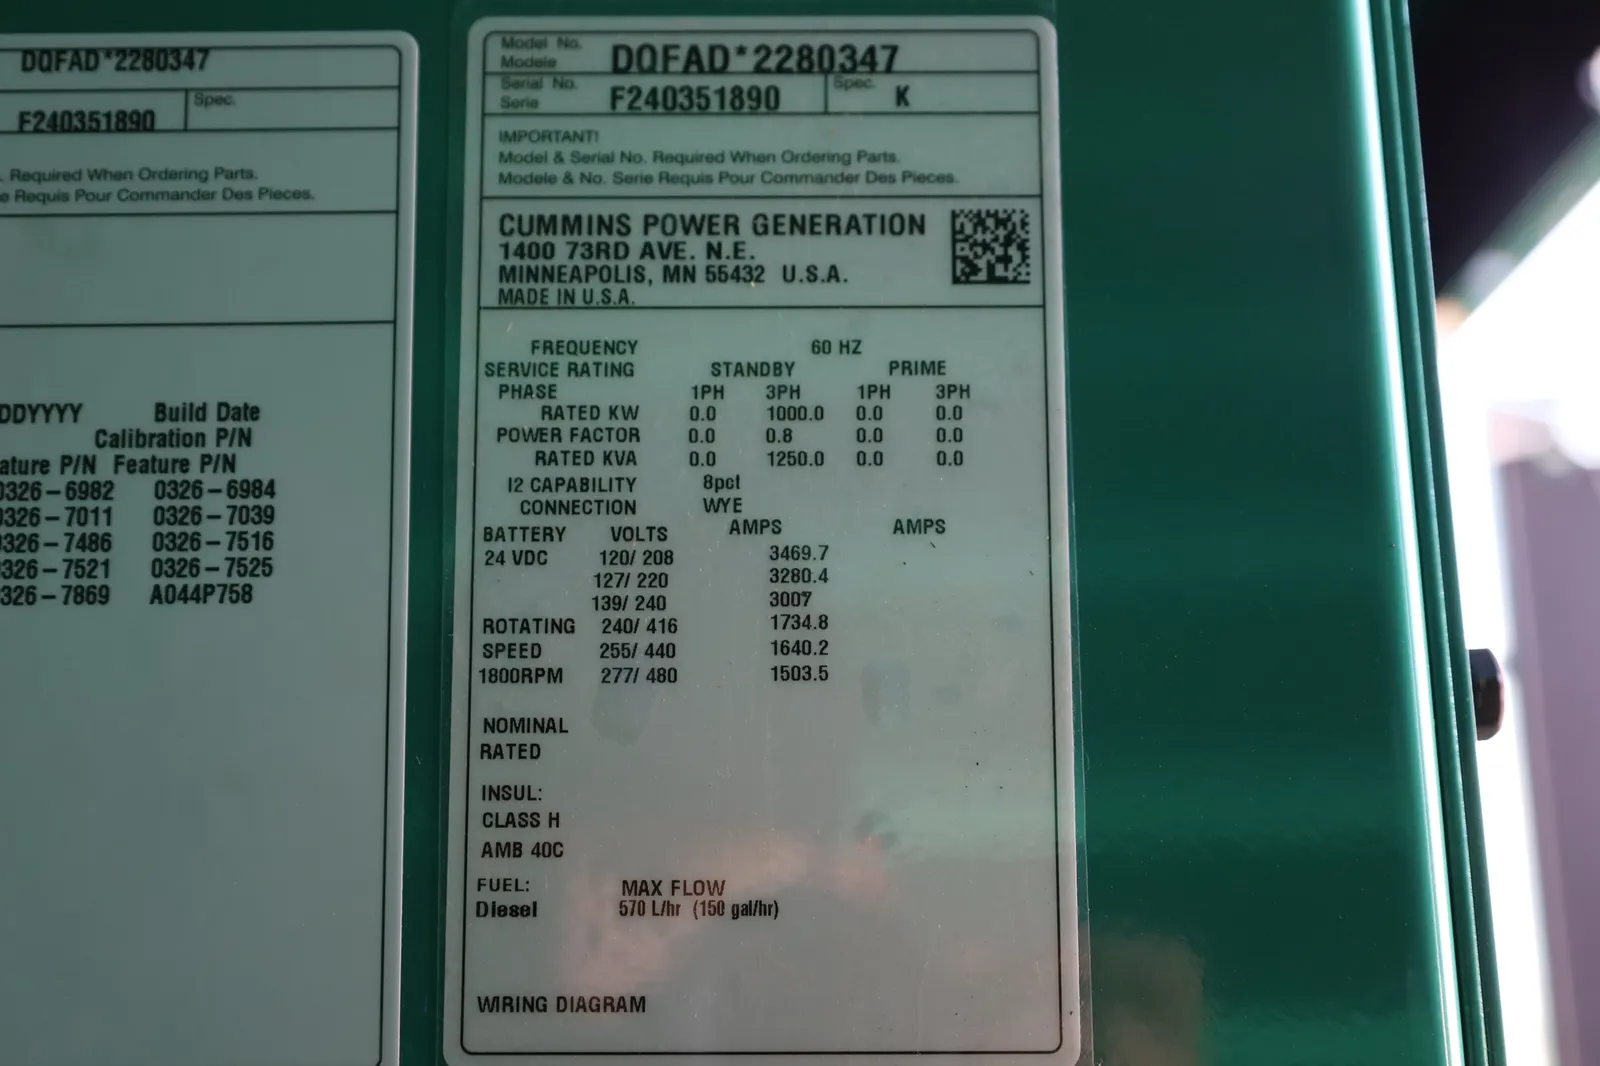 DQFAD*2280347
F240351890 Spec.
. Required When Ordering Parts.
e Requis Pour Commander Des Pieces.
DDYYYY Build Date
Calibration P/N
ature P/N Feature P/N
0326-6982 0326-6984
0326-7011 0326-7039
326-7486 0326-7516
326-7521 0326-7525
326-7869 A044P758
Model No.
Modele DQFAD*2280347
Serial No. Spec.
Serie F240351890 K
IMPORTANT!
Model & Serial No. Required When Ordering Parts.
Modele & No. Serie Requis Pour Commander Des Pieces.
CUMMINS POWER GENERATION
1400 73RD AVE. N.E.
MINNEAPOLIS, MN 55432 U.S.A.
MADE IN U.S.A.
FREQUENCY 60 HZ
SERVICE RATING STANDBY PRIME
PHASE 1PH 3PH 1PH 3PH
RATED KW 0.0 1000.0 0.0 0.0
POWER FACTOR 0.0 0.8 0.0 0.0
RATED KVA 0.0 1250.0 0.0 0.0
I2 CAPABILITY 8pct
CONNECTION WYE
BATTERY VOLTS AMPS AMPS
24 VDC 120/ 208 3469.7
127/ 220 3280.4
139/ 240 3007
ROTATING 240/ 416 1734.8
SPEED 255/ 440 1640.2
1800RPM 277/ 480 1503.5
NOMINAL
RATED
INSUL:
CLASS H
AMB 40C
FUEL: MAX FLOW
Diesel 570 L/hr (150 gal/hr)
WIRING DIAGRAM